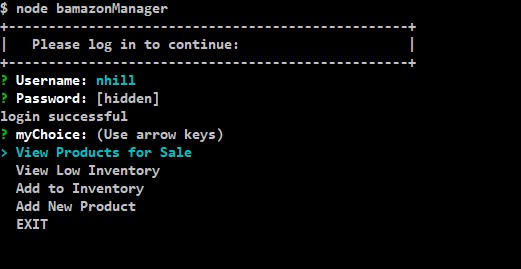 $ node bamazonManager
+------------------------------------------------+
|   Please log in to continue:                    |
+------------------------------------------------+
? Username: nhill
? Password: [hidden]
login successful
? myChoice: (Use arrow keys)
> View Products for Sale
  View Low Inventory
  Add to Inventory
  Add New Product
  EXIT